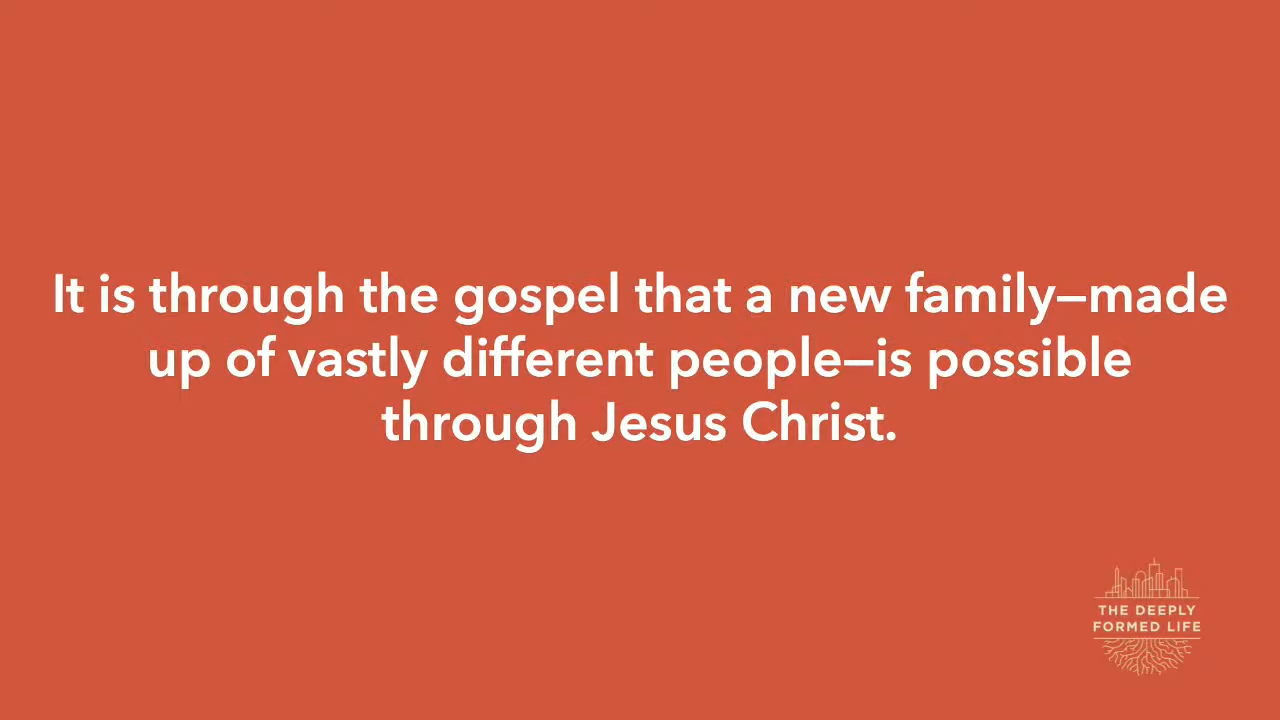 It is through the gospel that a new family—made
up of vastly different people—is possible
through Jesus Christ.
THE DEEPLY
FORMED LIFE